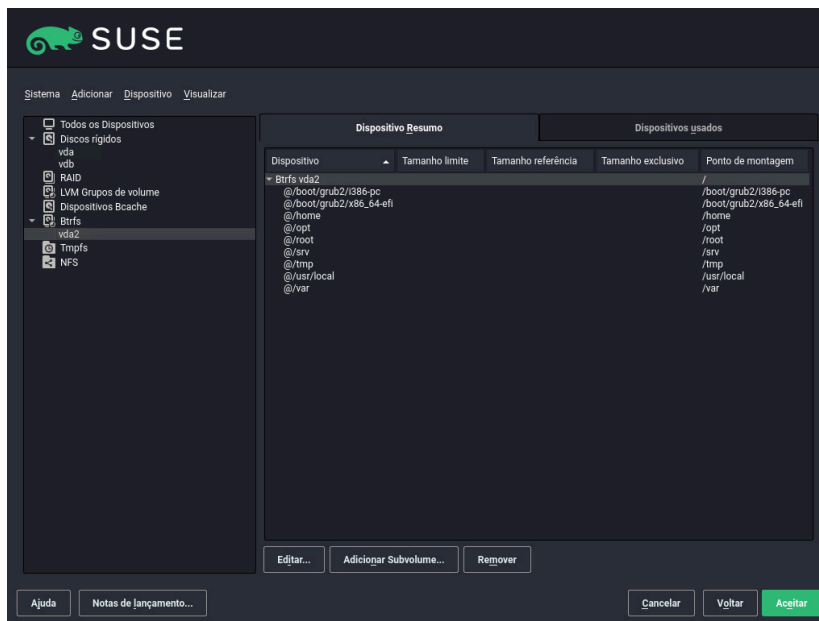 SUSE
Sistema Adicionar Dispositivo Visualizar
Todos os Dispositivos
Discos rígidos
vda
vdb
RAID
LVM Grupos de volume
Dispositivos Bcache
Btrfs
vda2
Tmpfs
NFS
Dispositivo Resumo Dispositivos usados
Dispositivo Tamanho limite Tamanho referência Tamanho exclusivo Ponto de montagem
Btrfs vda2 /
@/boot/grub2/i386-pc /boot/grub2/i386-pc
@/boot/grub2/x86_64-efi /boot/grub2/x86_64-efi
@/home /home
@/opt /opt
@/root /root
@/srv /srv
@/tmp /tmp
@/usr/local /usr/local
@/var /var
Editar... Adicionar Subvolume... Remover
Ajuda Notas de lançamento... Cancelar Voltar Aceitar